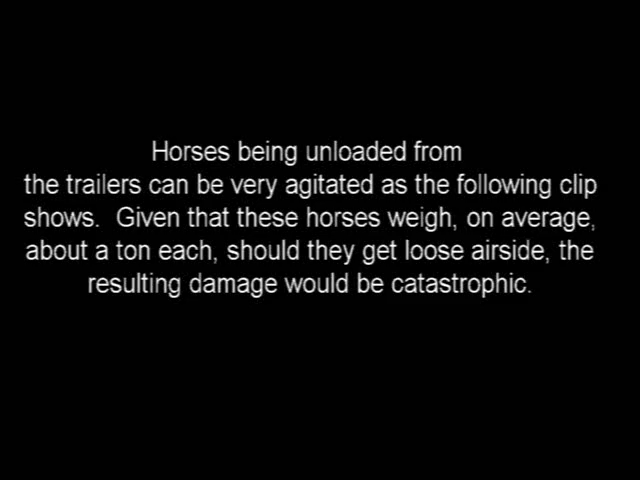 Horses being unloaded from
the trailers can be very agitated as the following clip
shows.  Given that these horses weigh, on average,
about a ton each, should they get loose airside, the
resulting damage would be catastrophic.